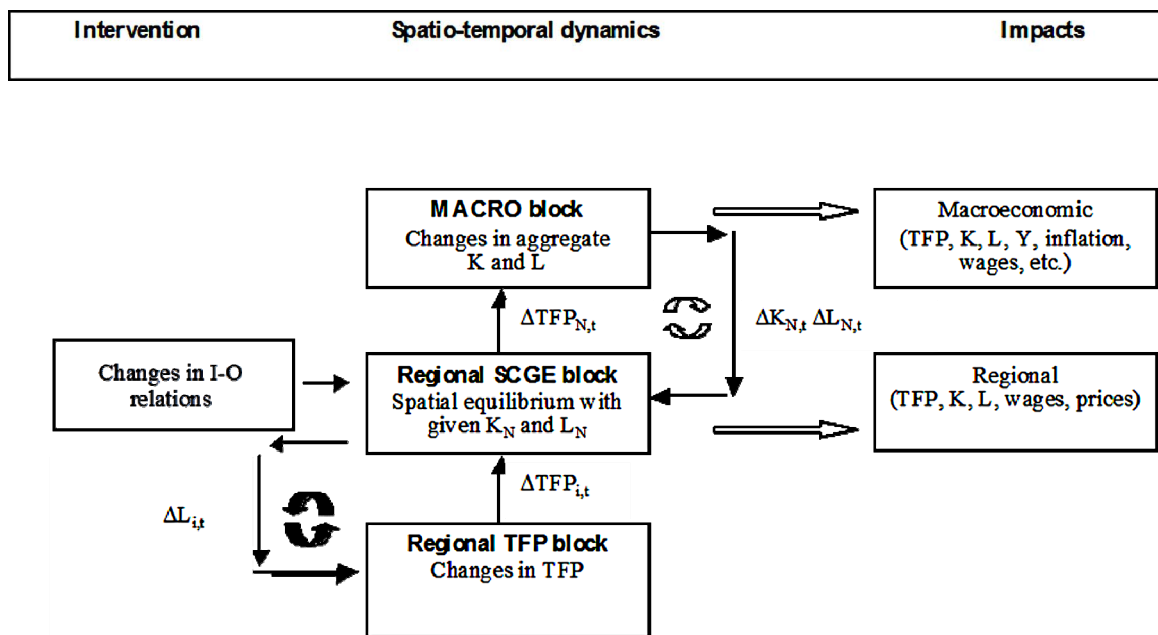 Intervention Spatio-temporal dynamics Impacts
MACRO block
Changes in aggregate
K and L
Macroeconomic
(TFP, K, L, Y, inflation,
wages, etc.)
ΔTFP_N,t
ΔK_N,t ΔL_N,t
Changes in I-O
relations
Regional SCGE block
Spatial equilibrium with
given K_N and L_N
Regional
(TFP, K, L, wages, prices)
ΔTFP_i,t
ΔL_i,t
Regional TFP block
Changes in TFP